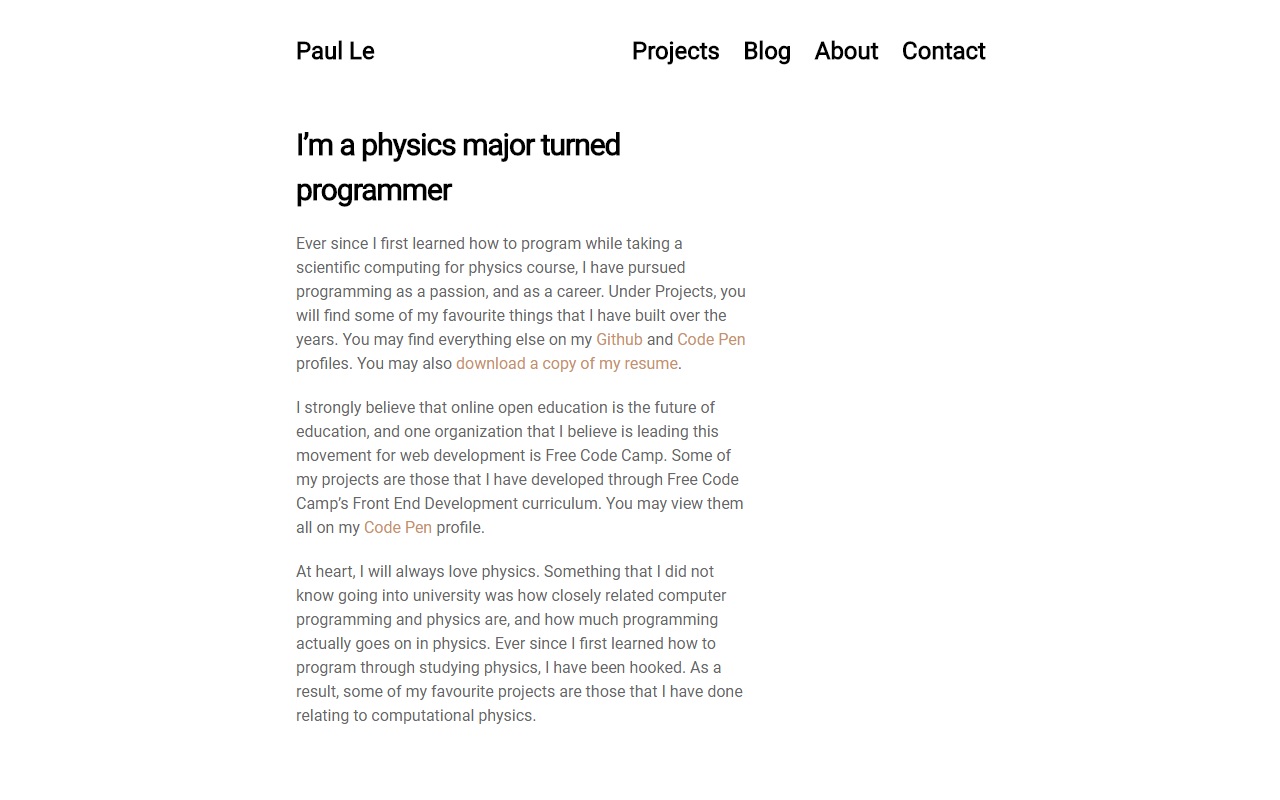 Paul Le
Projects Blog About Contact
I’m a physics major turned
programmer
Ever since I first learned how to program while taking a
scientific computing for physics course, I have pursued
programming as a passion, and as a career. Under Projects, you
will find some of my favourite things that I have built over the
years. You may find everything else on my Github and Code Pen
profiles. You may also download a copy of my resume.
I strongly believe that online open education is the future of
education, and one organization that I believe is leading this
movement for web development is Free Code Camp. Some of
my projects are those that I have developed through Free Code
Camp’s Front End Development curriculum. You may view them
all on my Code Pen profile.
At heart, I will always love physics. Something that I did not
know going into university was how closely related computer
programming and physics are, and how much programming
actually goes on in physics. Ever since I first learned how to
program through studying physics, I have been hooked. As a
result, some of my favourite projects are those that I have done
relating to computational physics.